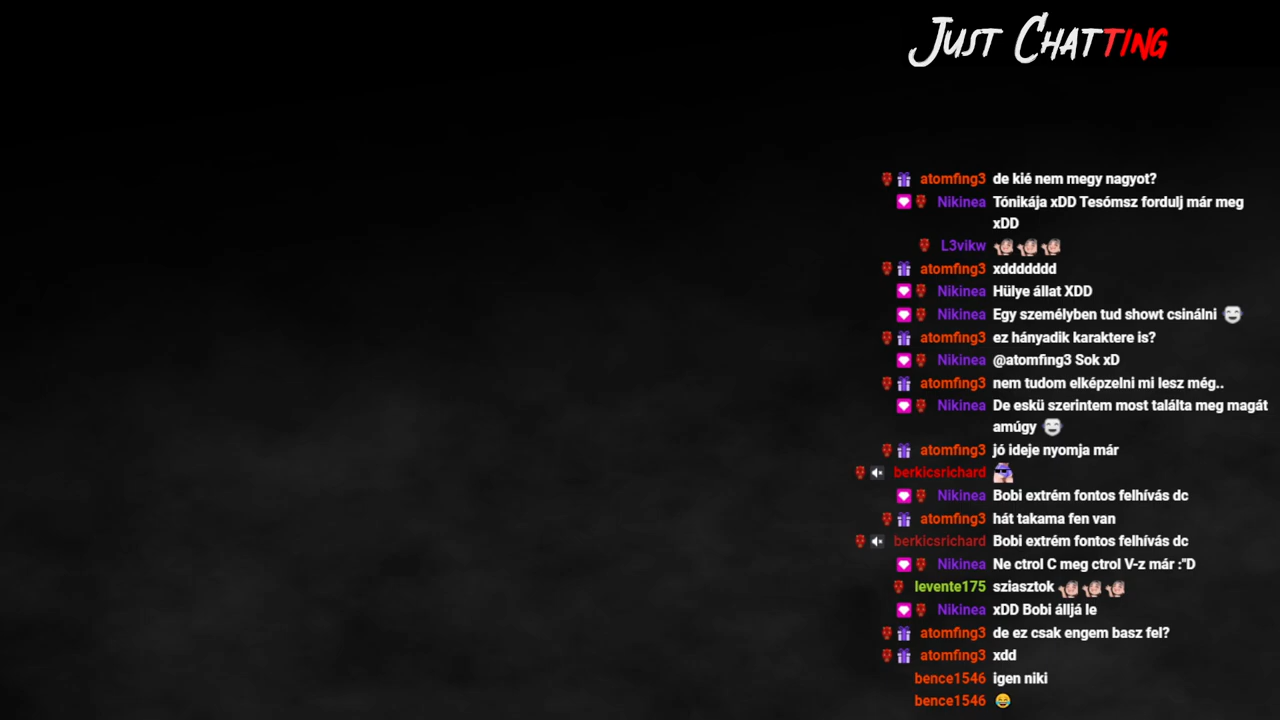 Just Chatting
atomfing3 de kié nem megy nagyot?
Nikinea Tónikája xDD Tesómsz fordulj már meg
xDD
L3vikw
atomfing3 xddddddd
Nikinea Hülye állat XDD
Nikinea Egy személyben tud showt csinálni
atomfing3 ez hányadik karaktere is?
Nikinea @atomfing3 Sok xD
atomfing3 nem tudom elképzelni mi lesz még..
Nikinea De eskü szerintem most találta meg magát
amúgy
atomfing3 jó ideje nyomja már
berkicsrichard
Nikinea Bobi extrém fontos felhívás dc
atomfing3 hát takama fen van
berkicsrichard Bobi extrém fontos felhívás dc
Nikinea Ne ctrol C meg ctrol V-z már :"D
levente175 sziasztok
Nikinea xDD Bobi álljá le
atomfing3 de ez csak engem basz fel?
atomfing3 xdd
bence1546 igen niki
bence1546 😂